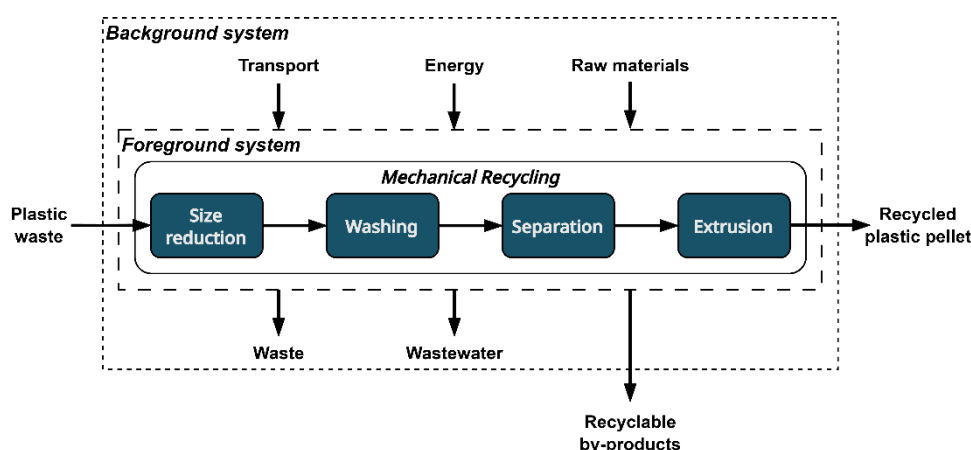 Background system
Transport
Energy
Raw materials
Foreground system
Mechanical Recycling
Plastic
waste
Size
reduction
Washing
Separation
Extrusion
Recycled
plastic pellet
Waste
Wastewater
Recyclable
by-products